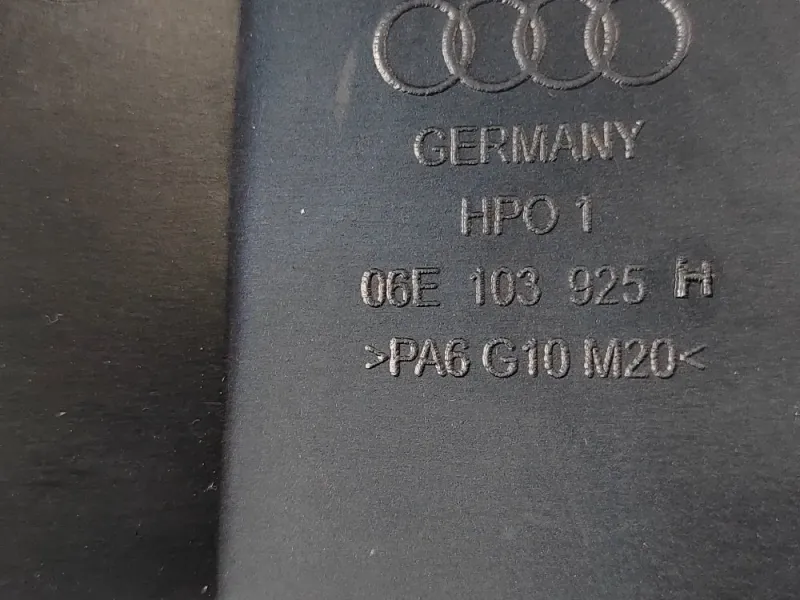 GERMANY
HPO 1
06E 103 925 H
>PA6 G10 M20<